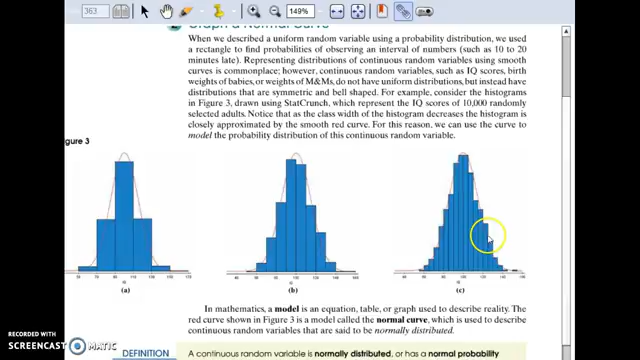 363
149%
Graph a Normal Curve
When we described a uniform random variable using a probability distribution, we used
a rectangle to find probabilities of observing an interval of numbers (such as 10 to 20
minutes late). Representing distributions of continuous random variables using smooth
curves is commonplace; however, continuous random variables, such as IQ scores, birth
weights of babies, or weights of M&Ms, do not have uniform distributions, but instead have
distributions that are symmetric and bell shaped. For example, consider the histograms
in Figure 3, drawn using StatCrunch, which represent the IQ scores of 10,000 randomly
selected adults. Notice that as the class width of the histogram decreases the histogram is
closely approximated by the smooth red curve. For this reason, we can use the curve to
model the probability distribution of this continuous random variable.
igure 3
IQ
IQ
IQ
(a)
(b)
(c)
In mathematics, a model is an equation, table, or graph used to describe reality. The
red curve shown in Figure 3 is a model called the normal curve, which is used to describe
continuous random variables that are said to be normally distributed.
DEFINITION
A continuous random variable is normally distributed, or has a normal probability
RECORDED WITH
SCREENCAST MATIC